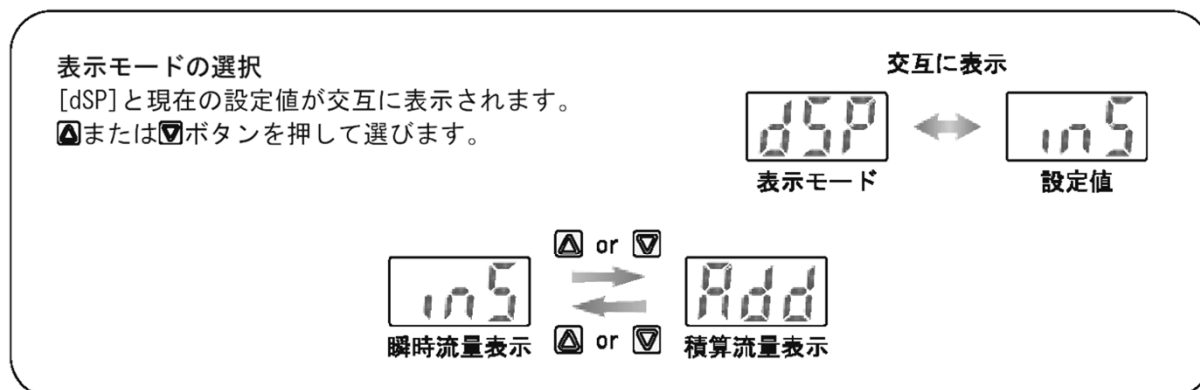 表示モードの選択
[dSP]と現在の設定値が交互に表示されます。
△または▽ボタンを押して選びます。
交互に表示
dSP
inS
表示モード
設定値
△ or ▽
inS
Add
△ or ▽
瞬時流量表示
積算流量表示